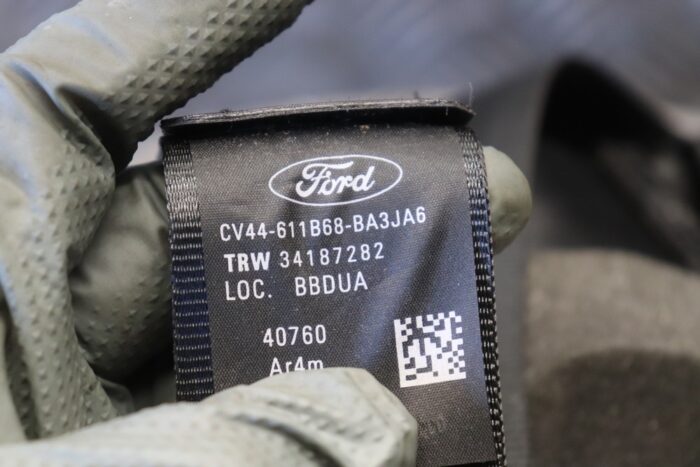 Ford
CV44-611B68-BA3JA6
TRW 34187282
LOC. BBDUA
40760
Ar4m